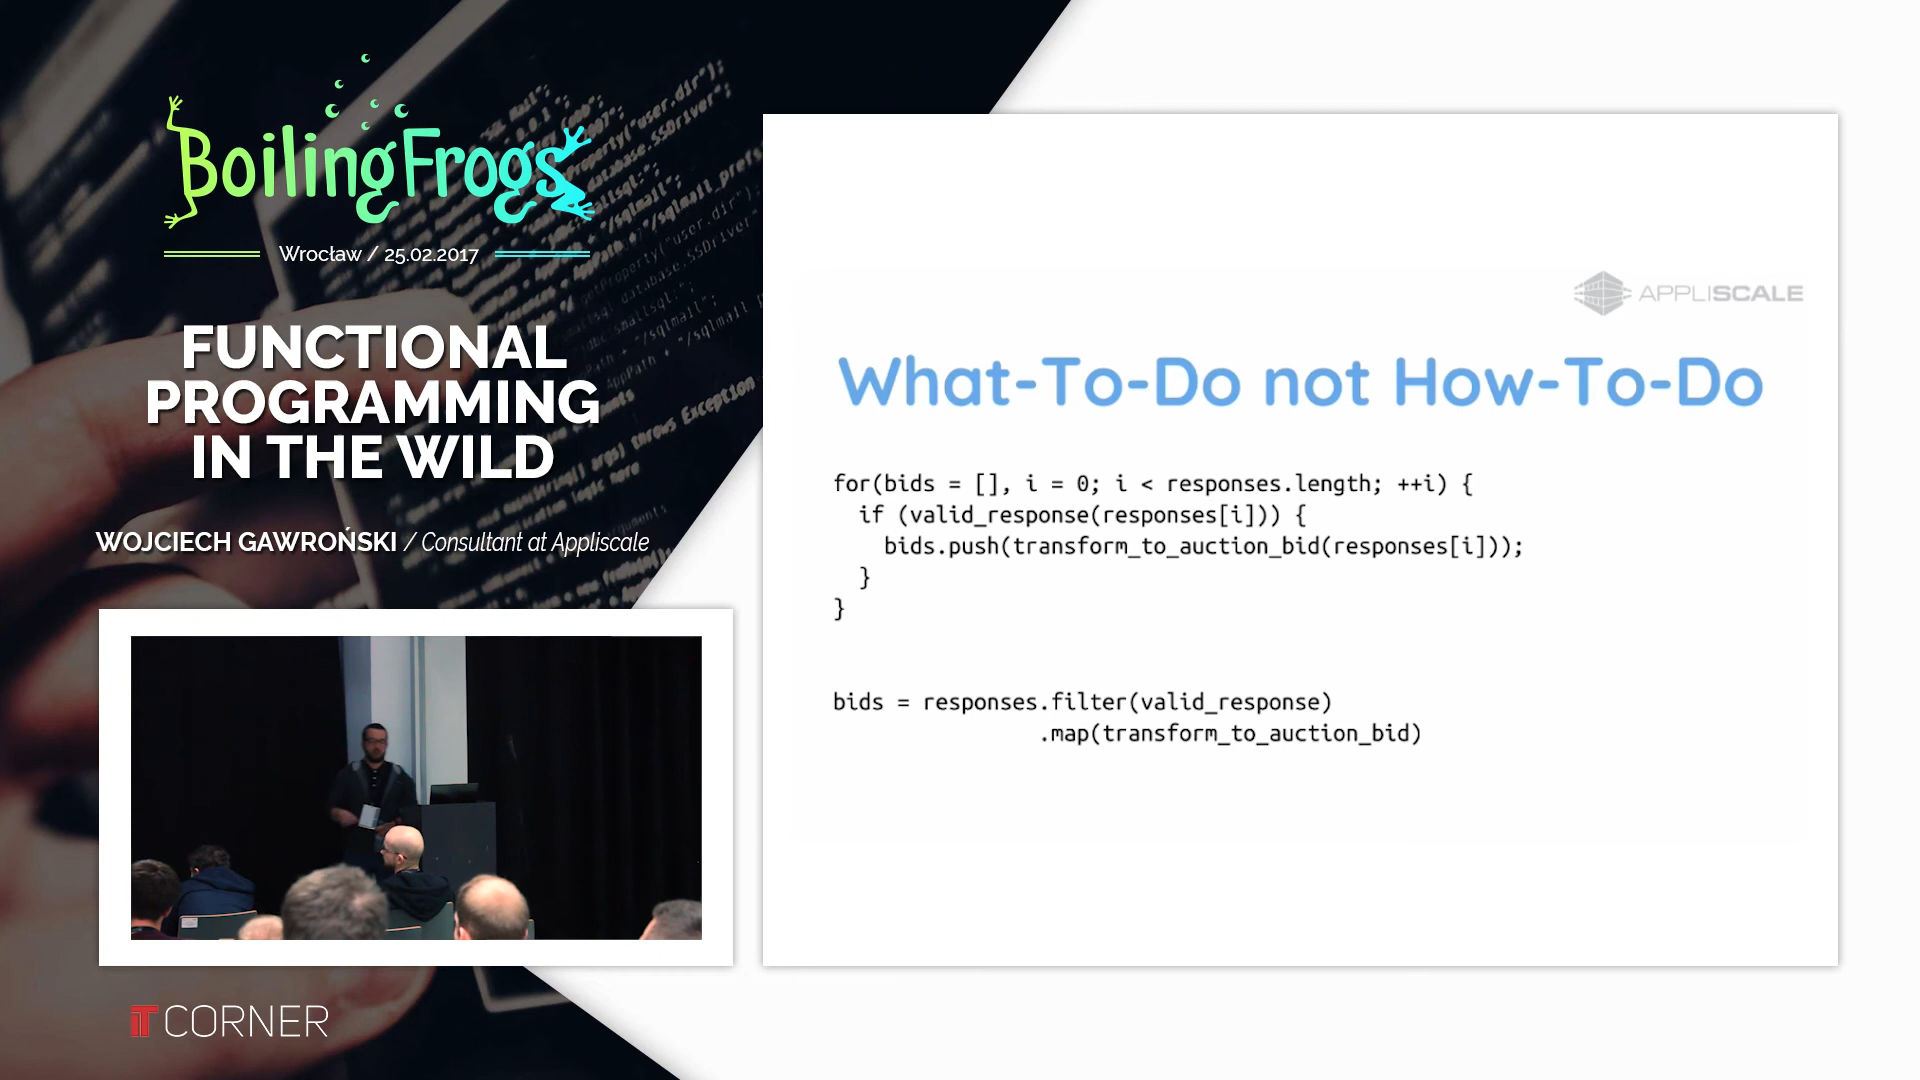 BoilingFrogs
Wrocław / 25.02.2017
FUNCTIONAL
PROGRAMMING
IN THE WILD
WOJCIECH GAWROŃSKI / Consultant at Appliscale
APPLISCALE
What-To-Do not How-To-Do
for(bids = [], i = 0; i < responses.length; ++i) {
  if (valid_response(responses[i])) {
    bids.push(transform_to_auction_bid(responses[i]));
  }
}
bids = responses.filter(valid_response)
                .map(transform_to_auction_bid)
IT CORNER